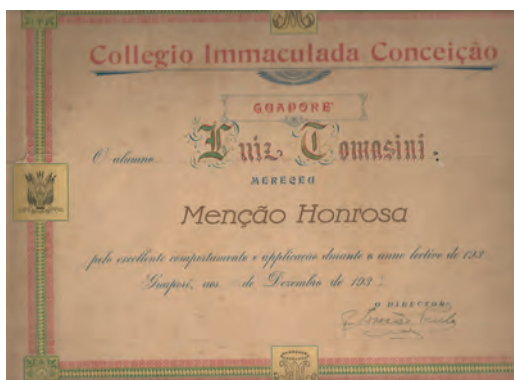 Collegio Immaculada Conceição
GUAPORÉ
O alumno Luiz Tomasini
MERECEU
Menção Honrosa
pelo excellente comportamento e applicação durante o anno lectivo de 193
Guaporé, aos de Dezembro de 193
O DIRECTOR